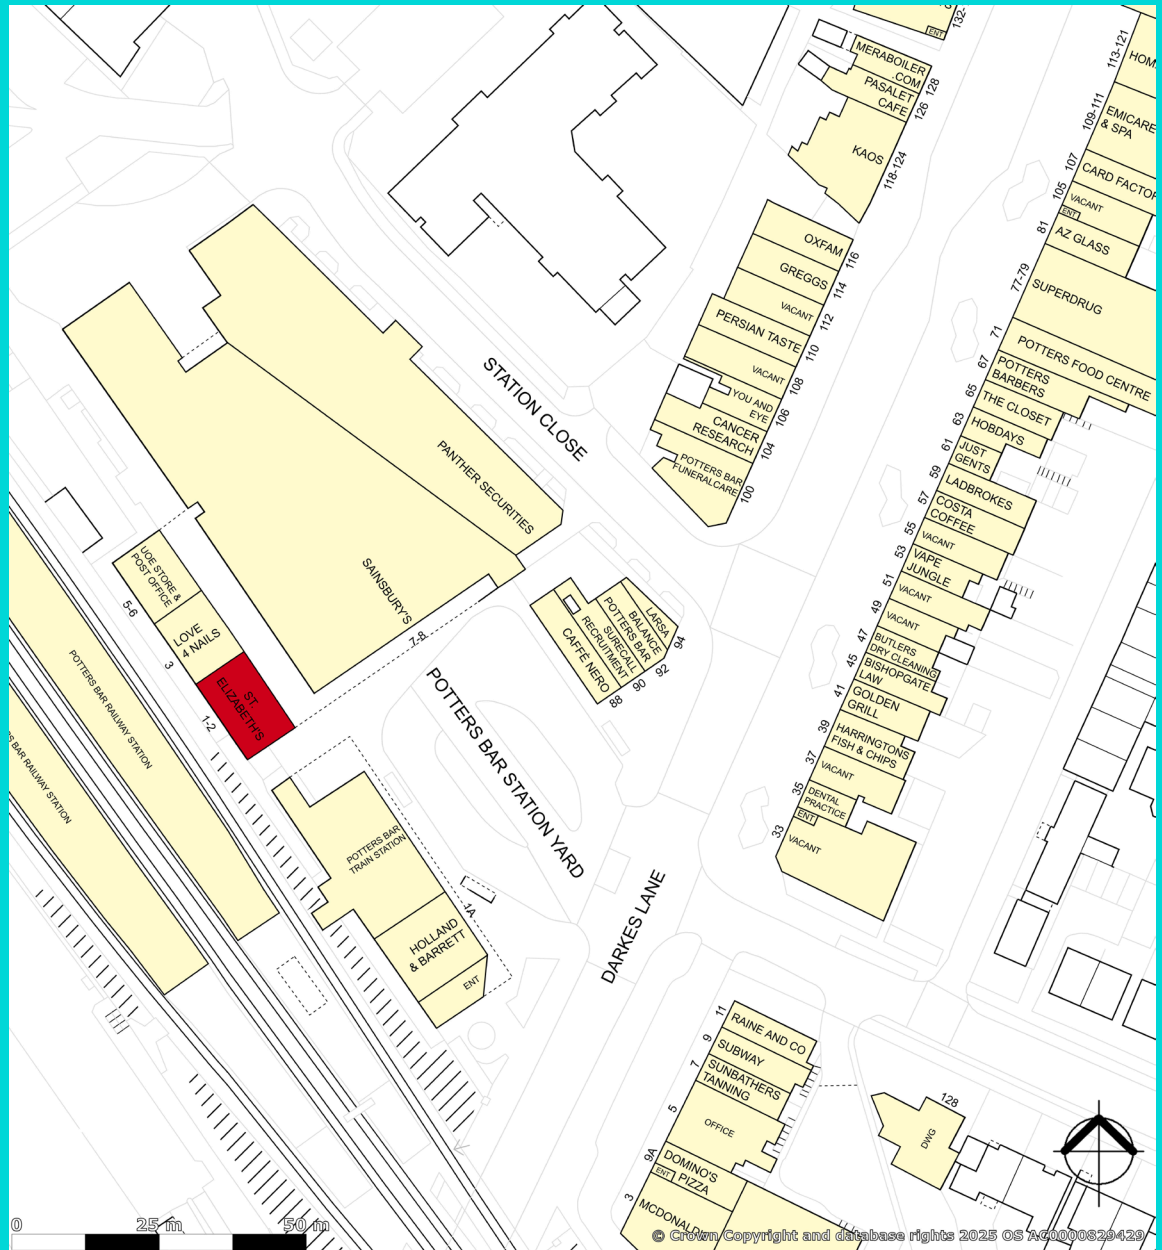 132-
ENT
MERABOILER
.COM
128
PASALET
CAFE
126
KAOS
118-124
113-121
HOM
109-111
EMICARE
& SPA
107
CARD FACTOR
105
VACANT
ENT
81
AZ GLASS
77-79
SUPERDRUG
71
POTTERS FOOD CENTRE
67
POTTERS
BARBERS
65
THE CLOSET
63
HOBDAYS
61
JUST
GENTS
59
LADBROKES
57
COSTA
COFFEE
55
VACANT
53
VAPE
JUNGLE
51
VACANT
49
VACANT
47
BUTLERS
DRY CLEANING
45
BISHOPGATE
LAW
41
GOLDEN
GRILL
39
HARRINGTONS
FISH & CHIPS
37
VACANT
35
DENTAL
PRACTICE
ENT
33
VACANT
OXFAM
116
GREGGS
114
VACANT
112
PERSIAN TASTE
110
VACANT
108
YOU AND
EYE
106
CANCER
RESEARCH
104
POTTERS BAR
FUNERALCARE
100
STATION CLOSE
PANTHER SECURITIES
SAINSBURY'S
7-8
UOE STORE &
POST OFFICE
5-6
LOVE
4 NAILS
3
ST.
ELIZABETH'S
1-2
LARSA
94
BALANCE
POTTERS BAR
92
SURECALL
RECRUITMENT
90
CAFFÈ NERO
88
POTTERS BAR STATION YARD
POTTERS BAR RAILWAY STATION
S BAR RAILWAY STATION
POTTERS BAR
TRAIN STATION
1A
HOLLAND
& BARRETT
ENT
DARKES LANE
11
RAINE AND CO
9
SUBWAY
7
SUNBATHERS
TANNING
5
OFFICE
9A
DOMINO'S
PIZZA
ENT
3
MCDONALD
128
DWG
0
25 m
50 m
© Crown Copyright and database rights 2025 OS AC0000829429